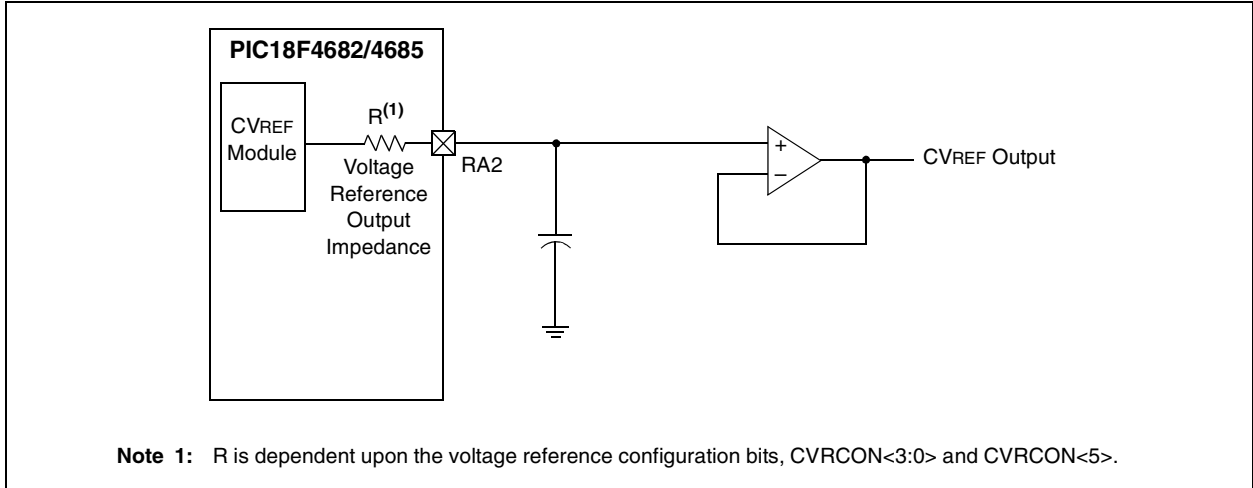 PIC18F4682/4685
CVREF
Module
R(1)
Voltage
Reference
Output
Impedance
RA2
+
–
CVREF Output
Note 1: R is dependent upon the voltage reference configuration bits, CVRCON<3:0> and CVRCON<5>.